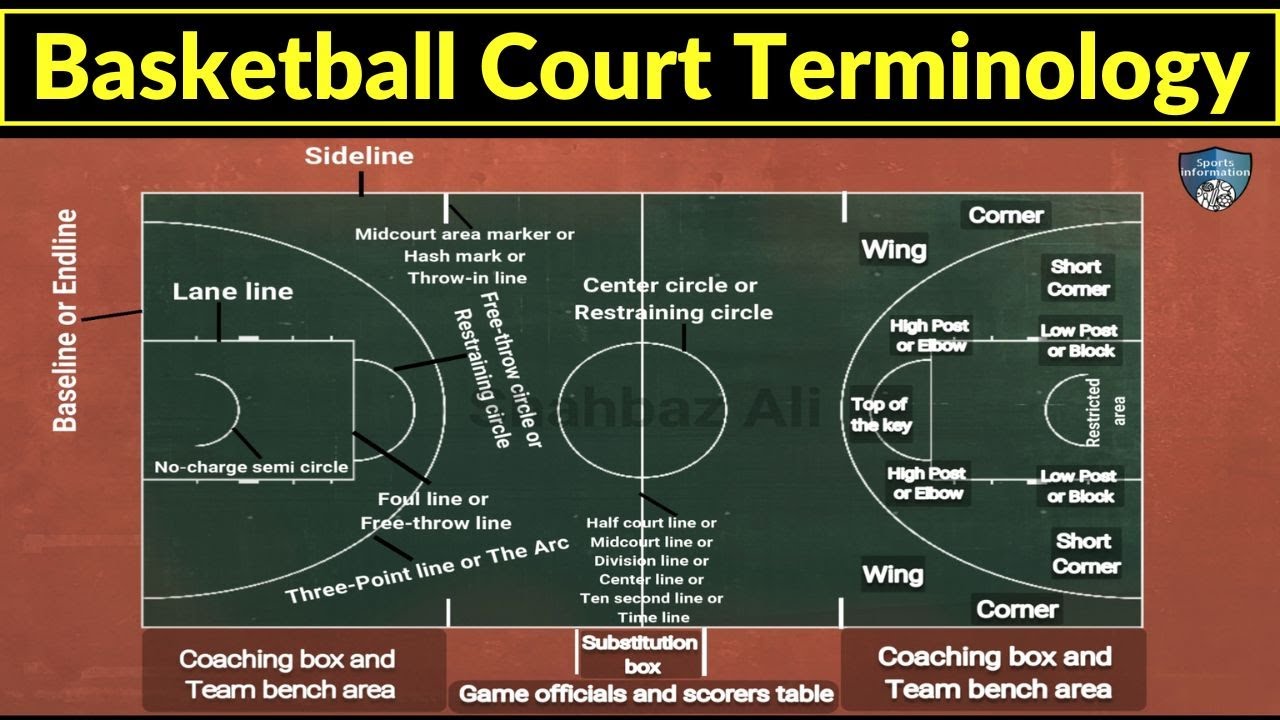 Basketball Court Terminology
Sports
information
Sideline
Baseline or Endline
Midcourt area marker or
Hash mark or
Throw-in line
Lane line
Free-throw circle or
Restraining circle
Center circle or
Restraining circle
No-charge semi circle
Foul line or
Free-throw line
Three-Point line or The Arc
Shahbaz Ali
Half court line or
Midcourt line or
Division line or
Center line or
Ten second line or
Time line
Corner
Wing
Short
Corner
High Post
or Elbow
Low Post
or Block
Top of
the key
Restricted
area
High Post
or Elbow
Low Post
or Block
Short
Corner
Wing
Corner
Coaching box and
Team bench area
Substitution
box
Game officials and scorers table
Coaching box and
Team bench area